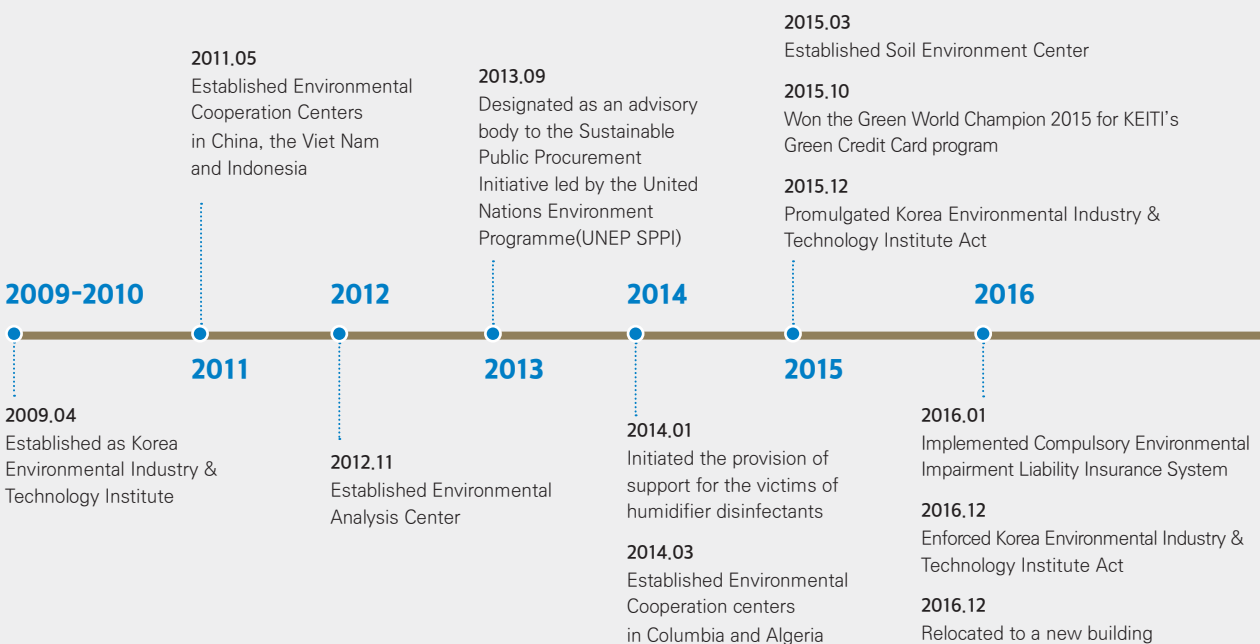 2009-2010
2009.04
Established as Korea
Environmental Industry &
Technology Institute
2011
2011.05
Established Environmental
Cooperation Centers
in China, the Viet Nam
and Indonesia
2012
2012.11
Established Environmental
Analysis Center
2013
2013.09
Designated as an advisory
body to the Sustainable
Public Procurement
Initiative led by the United
Nations Environment
Programme(UNEP SPPI)
2014
2014.01
Initiated the provision of
support for the victims of
humidifier disinfectants
2014.03
Established Environmental
Cooperation centers
in Columbia and Algeria
2015
2015.03
Established Soil Environment Center
2015.10
Won the Green World Champion 2015 for KEITI's
Green Credit Card program
2015.12
Promulgated Korea Environmental Industry &
Technology Institute Act
2016
2016.01
Implemented Compulsory Environmental
Impairment Liability Insurance System
2016.12
Enforced Korea Environmental Industry &
Technology Institute Act
2016.12
Relocated to a new building